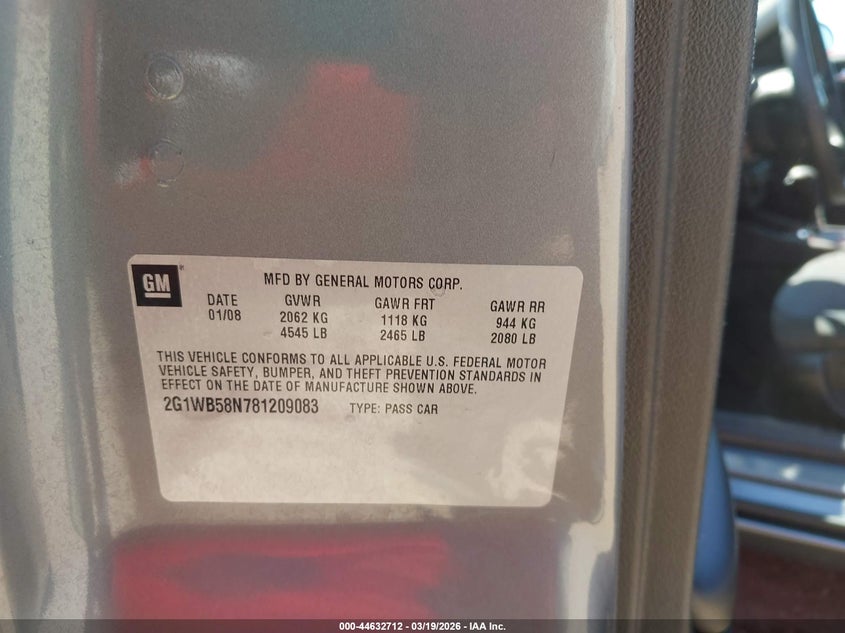 GM
MFD BY GENERAL MOTORS CORP.
DATE GVWR GAWR FRT GAWR RR
01/08 2062 KG 1118 KG 944 KG
4545 LB 2465 LB 2080 LB
THIS VEHICLE CONFORMS TO ALL APPLICABLE U.S. FEDERAL MOTOR
VEHICLE SAFETY, BUMPER, AND THEFT PREVENTION STANDARDS IN
EFFECT ON THE DATE OF MANUFACTURE SHOWN ABOVE.
2G1WB58N781209083 TYPE: PASS CAR
000-44632712 - 03/19/2026 - IAA Inc.